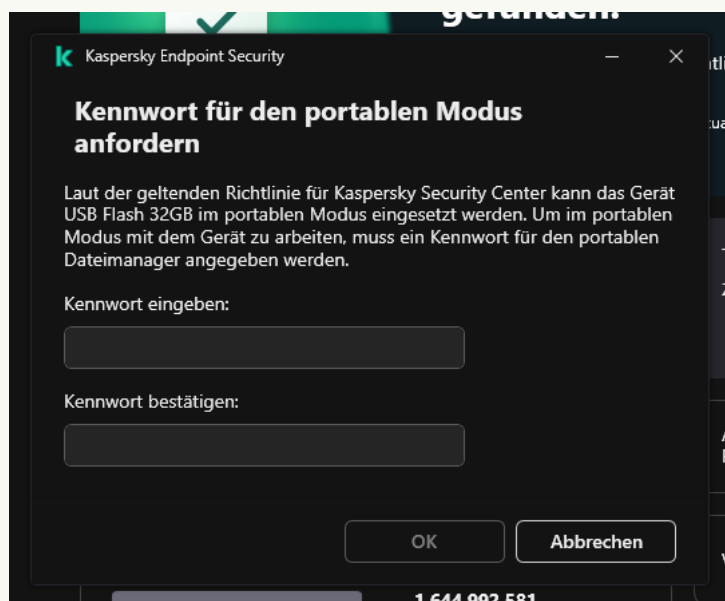 gefunden.
Kaspersky Endpoint Security
Kennwort für den portablen Modus
anfordern
Laut der geltenden Richtlinie für Kaspersky Security Center kann das Gerät
USB Flash 32GB im portablen Modus eingesetzt werden. Um im portablen
Modus mit dem Gerät zu arbeiten, muss ein Kennwort für den portablen
Dateimanager angegeben werden.
Kennwort eingeben:
Kennwort bestätigen:
OK
Abbrechen
1 644 992 581